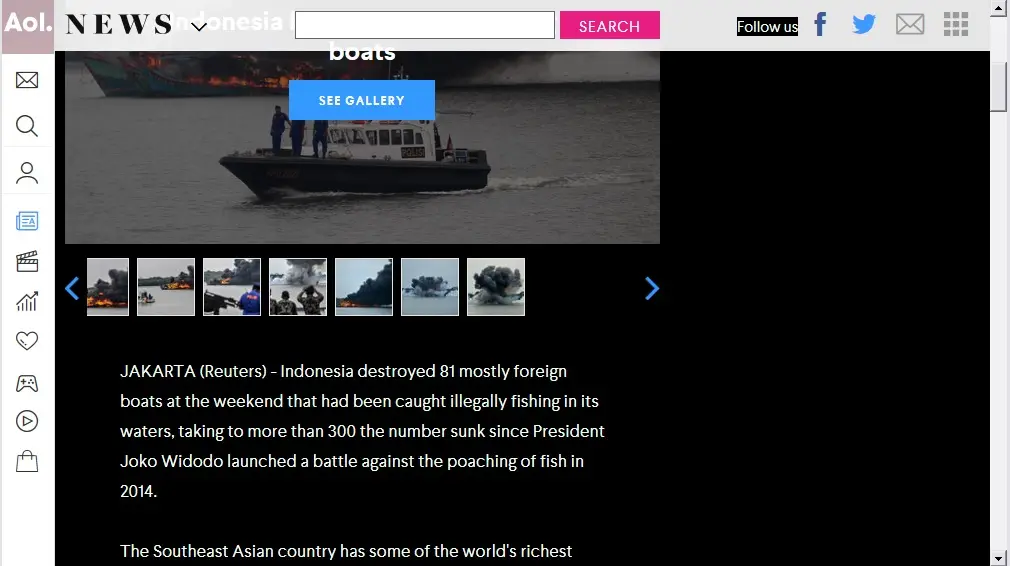 Aol.
NEWS
Indonesia
SEARCH
Follow us
boats
SEE GALLERY
POLISI
JAKARTA (Reuters) - Indonesia destroyed 81 mostly foreign
boats at the weekend that had been caught illegally fishing in its
waters, taking to more than 300 the number sunk since President
Joko Widodo launched a battle against the poaching of fish in
2014.
The Southeast Asian country has some of the world's richest